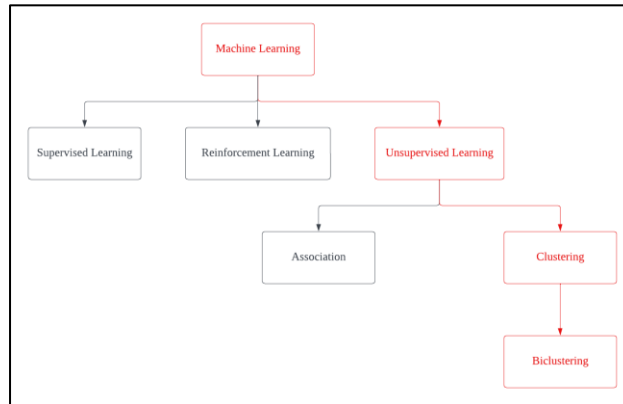 Machine Learning
Supervised Learning
Reinforcement Learning
Unsupervised Learning
Association
Clustering
Biclustering